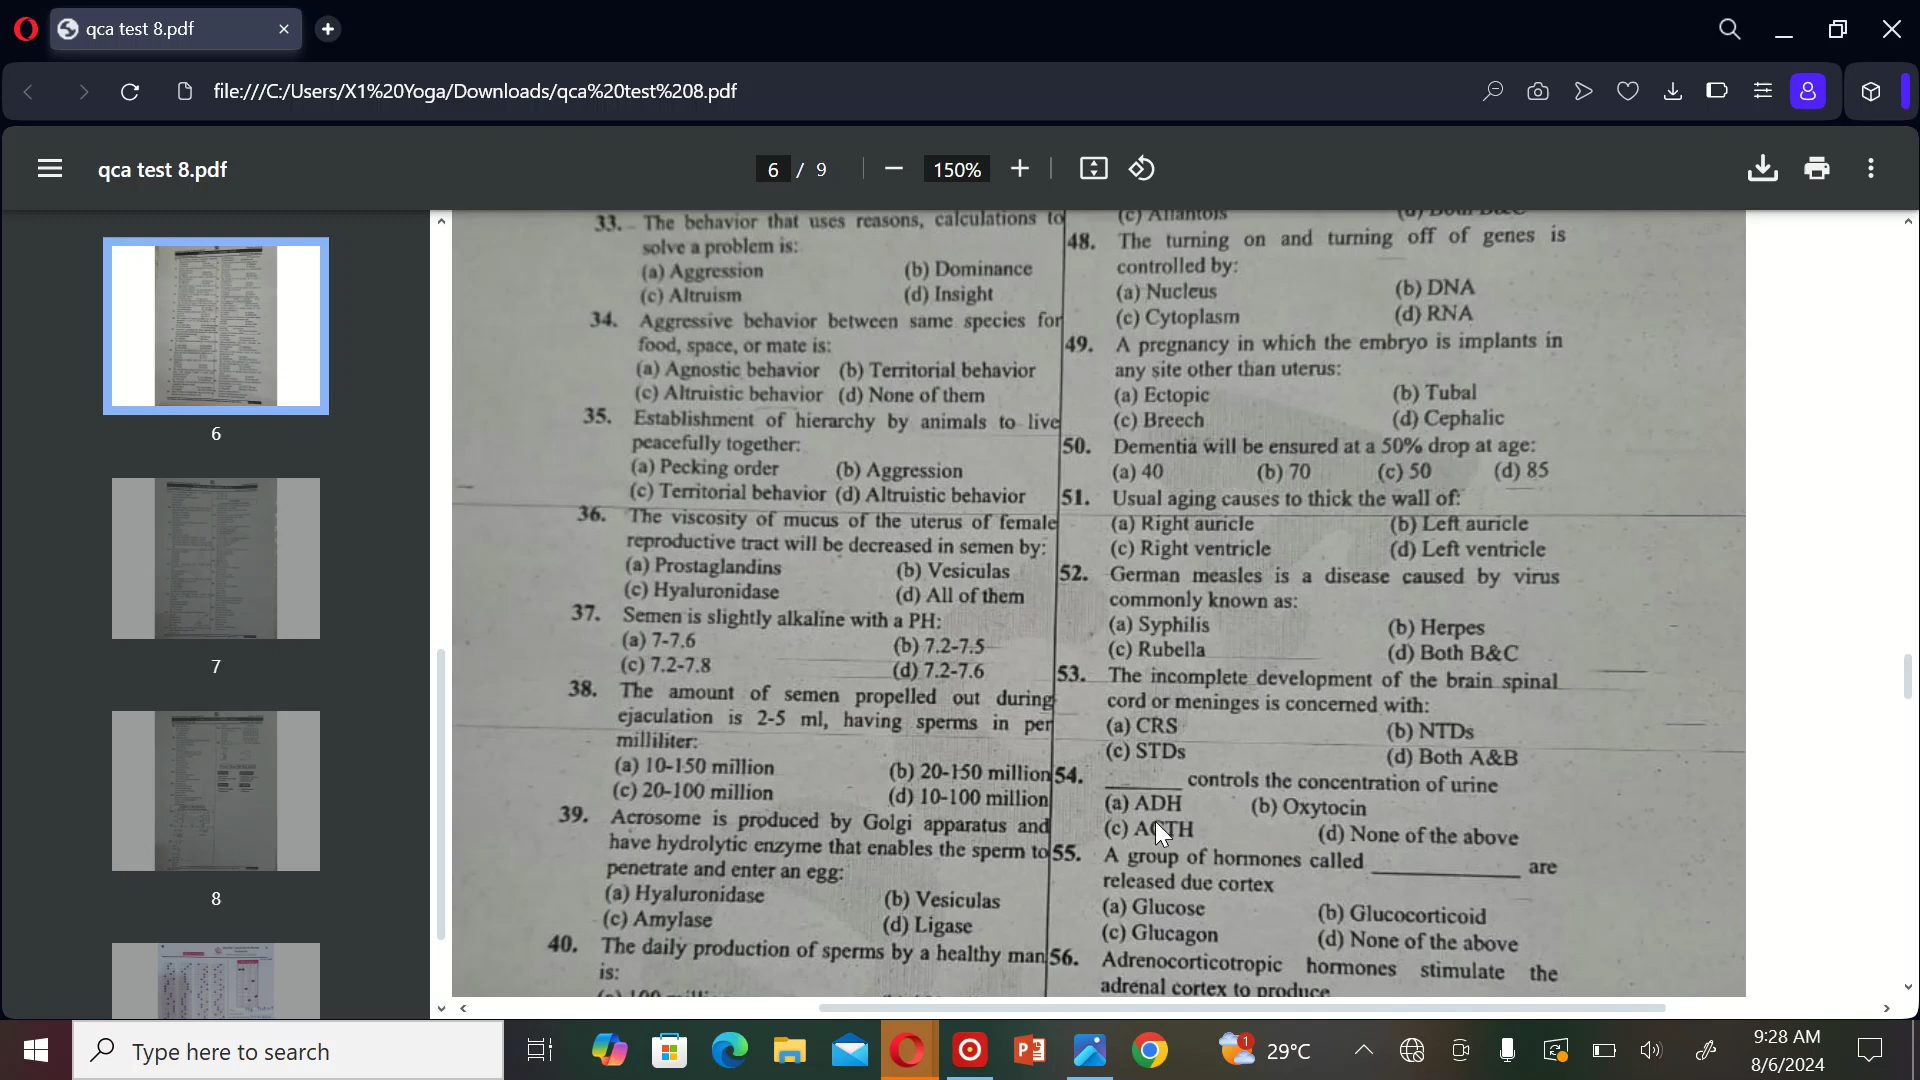 qca test 8.pdf
file:///C:/Users/X1%20Yoga/Downloads/qca%20test%208.pdf
qca test 8.pdf
6 / 9
150%
6
7
8
33. The behavior that uses reasons, calculations to
solve a problem is:
(a) Aggression (b) Dominance
(c) Altruism (d) Insight
34. Aggressive behavior between same species for
food, space, or mate is:
(a) Agnostic behavior (b) Territorial behavior
(c) Altruistic behavior (d) None of them
35. Establishment of hierarchy by animals to live
peacefully together:
(a) Pecking order (b) Aggression
(c) Territorial behavior (d) Altruistic behavior
36. The viscosity of mucus of the uterus of female
reproductive tract will be decreased in semen by:
(a) Prostaglandins (b) Vesiculas
(c) Hyaluronidase (d) All of them
37. Semen is slightly alkaline with a PH:
(a) 7-7.6 (b) 7.2-7.5
(c) 7.2-7.8 (d) 7.2-7.6
38. The amount of semen propelled out during
ejaculation is 2-5 ml, having sperms in per
milliliter:
(a) 10-150 million (b) 20-150 million
(c) 20-100 million (d) 10-100 million
39. Acrosome is produced by Golgi apparatus and
have hydrolytic enzyme that enables the sperm to
penetrate and enter an egg:
(a) Hyaluronidase (b) Vesiculas
(c) Amylase (d) Ligase
40. The daily production of sperms by a healthy man
is:
(c) Allantois (d) Both B&C
48. The turning on and turning off of genes is
controlled by:
(a) Nucleus (b) DNA
(c) Cytoplasm (d) RNA
49. A pregnancy in which the embryo is implants in
any site other than uterus:
(a) Ectopic (b) Tubal
(c) Breech (d) Cephalic
50. Dementia will be ensured at a 50% drop at age:
(a) 40 (b) 70 (c) 50 (d) 85
51. Usual aging causes to thick the wall of:
(a) Right auricle (b) Left auricle
(c) Right ventricle (d) Left ventricle
52. German measles is a disease caused by virus
commonly known as:
(a) Syphilis (b) Herpes
(c) Rubella (d) Both B&C
53. The incomplete development of the brain spinal
cord or meninges is concerned with:
(a) CRS (b) NTDs
(c) STDs (d) Both A&B
54. ______ controls the concentration of urine
(a) ADH (b) Oxytocin
(c) ACTH (d) None of the above
55. A group of hormones called ____________ are
released due cortex
(a) Glucose (b) Glucocorticoid
(c) Glucagon (d) None of the above
56. Adrenocorticotropic hormones stimulate the
adrenal cortex to produce
Type here to search
1
29°C
9:28 AM
8/6/2024